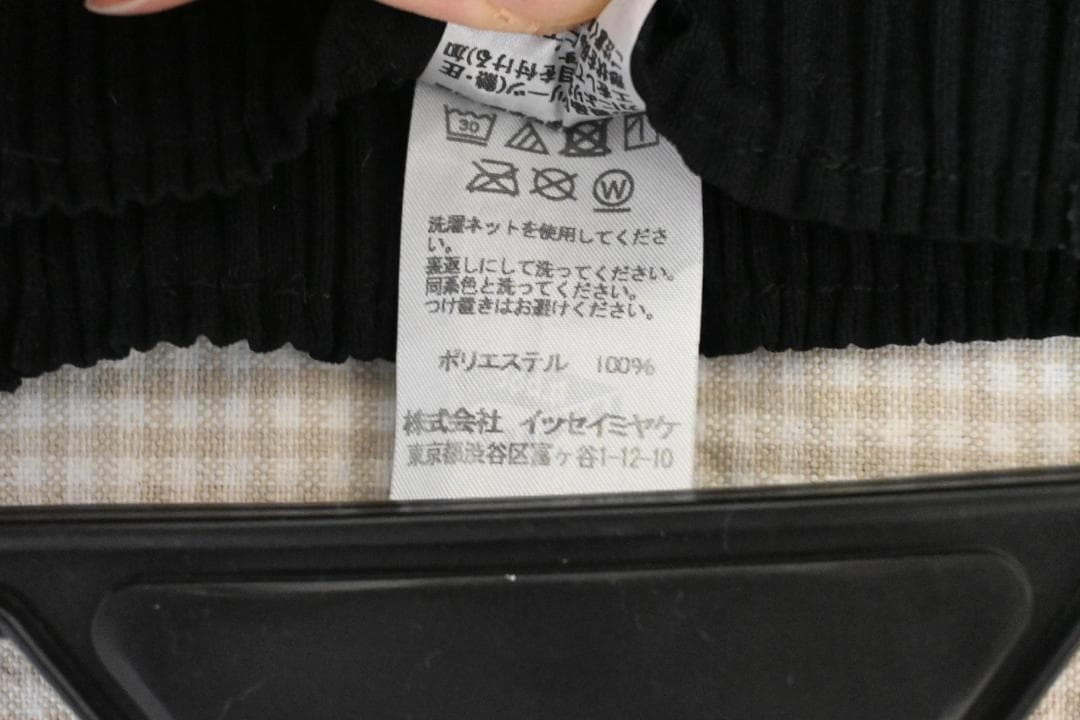 30
W
洗濯ネットを使用してくださ
い。
裏返しにして洗ってください。
同系色と洗ってください。
つけ置きはお避けください。
ポリエステル 100%
株式会社 イッセイミヤケ
東京都渋谷区富ヶ谷1-12-10